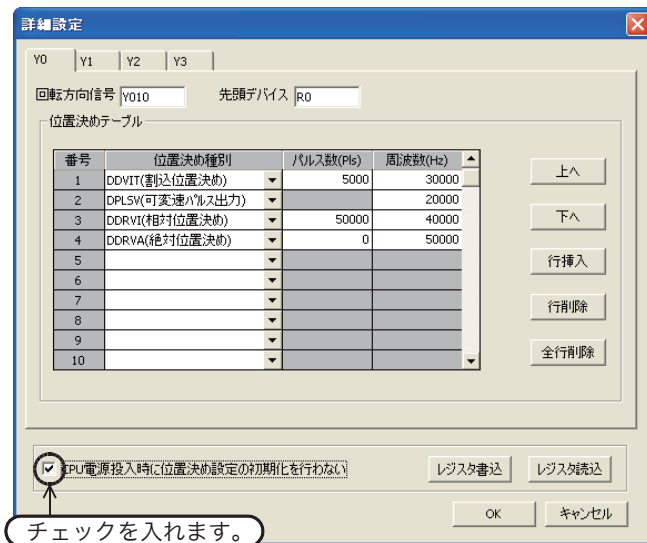 詳細設定
Y0 Y1 Y2 Y3
回転方向信号 Y010 先頭デバイス R0
位置決めテーブル
番号 位置決め種別 パルス数(Pls) 周波数(Hz)
1 DDVIT(割込位置決め) 5000 30000
2 DPLSV(可変速パルス出力) 20000
3 DDRVI(相対位置決め) 50000 40000
4 DDRVA(絶対位置決め) 0 50000
5
6
7
8
9
10
上へ
下へ
行挿入
行削除
全行削除
CPU電源投入時に位置決め設定の初期化を行わない レジスタ書込 レジスタ読込
OK キャンセル
チェックを入れます。